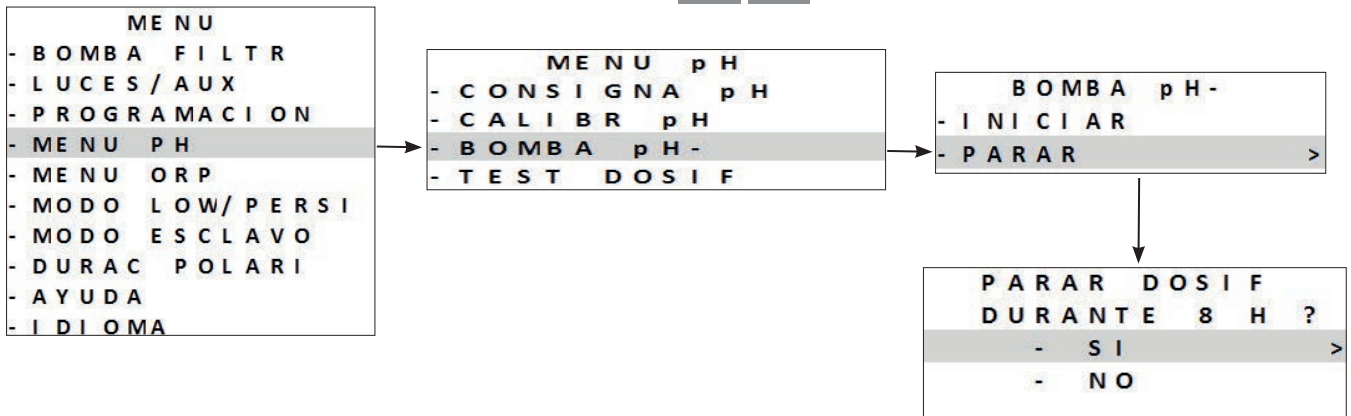 MENU
- BOMBA FILTR
- LUCES/AUX
- PROGRAMACION
- MENU PH
- MENU ORP
- MODO LOW/PERSI
- MODO ESCLAVO
- DURAC POLARI
- AYUDA
- IDIOMA
MENU pH
- CONSIGNA pH
- CALIBR pH
- BOMBA pH-
- TEST DOSIF
BOMBA pH-
- INICIAR
- PARAR >
PARAR DOSIF
DURANTE 8 H ?
- SI >
- NO